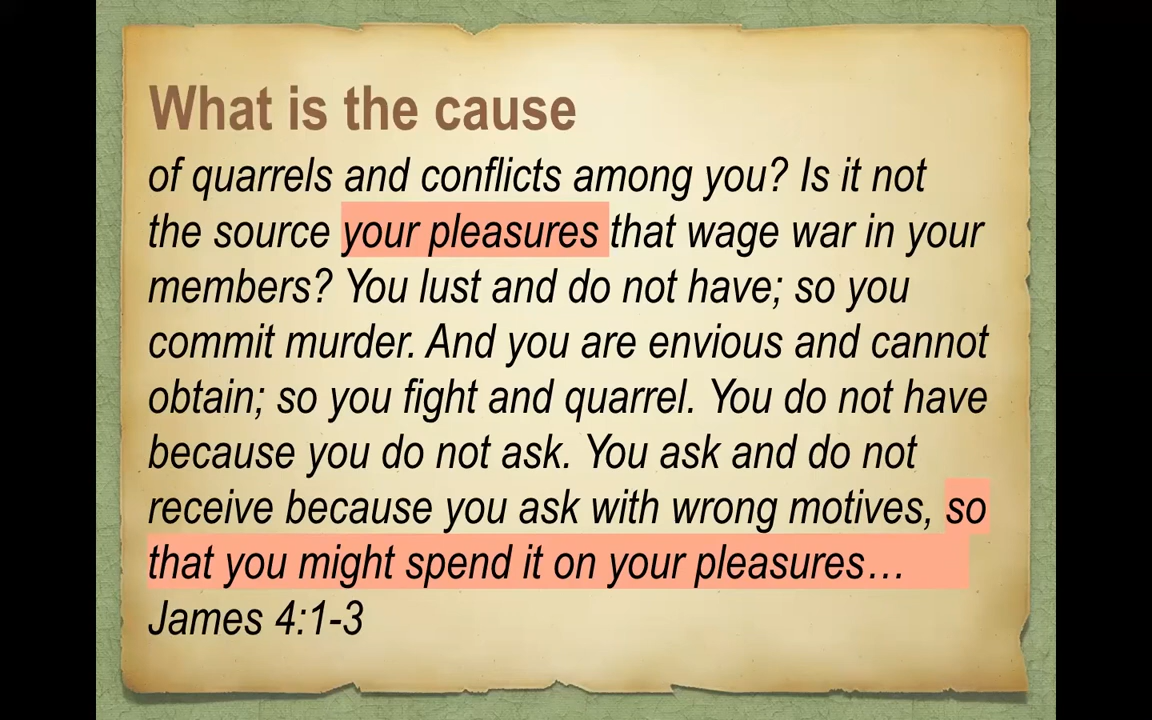 What is the cause
of quarrels and conflicts among you? Is it not
the source your pleasures that wage war in your
members? You lust and do not have; so you
commit murder. And you are envious and cannot
obtain; so you fight and quarrel. You do not have
because you do not ask. You ask and do not
receive because you ask with wrong motives, so
that you might spend it on your pleasures…
James 4:1-3